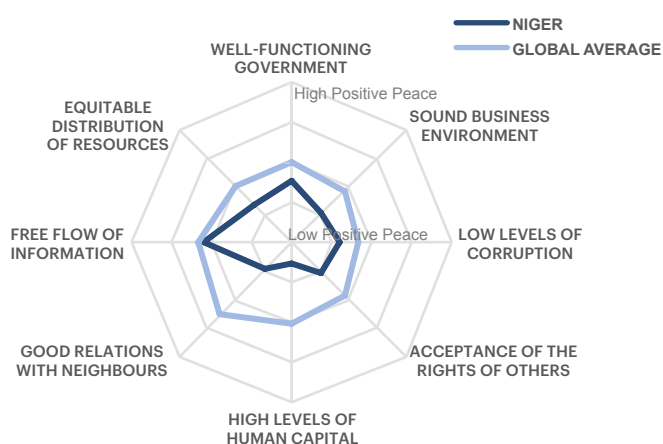 NIGER
GLOBAL AVERAGE
WELL-FUNCTIONING
GOVERNMENT
High Positive Peace
EQUITABLE
DISTRIBUTION
OF RESOURCES
SOUND BUSINESS
ENVIRONMENT
FREE FLOW OF
INFORMATION
Low Positive Peace
LOW LEVELS OF
CORRUPTION
GOOD RELATIONS
WITH NEIGHBOURS
ACCEPTANCE OF THE
RIGHTS OF OTHERS
HIGH LEVELS OF
HUMAN CAPITAL